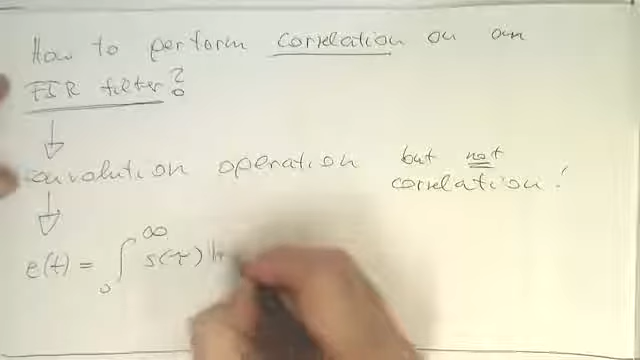 How to perform correlation on an
FIR filter?
convolution operation but not
correlation!
e(t) = ∫₀^∞ s(τ) h